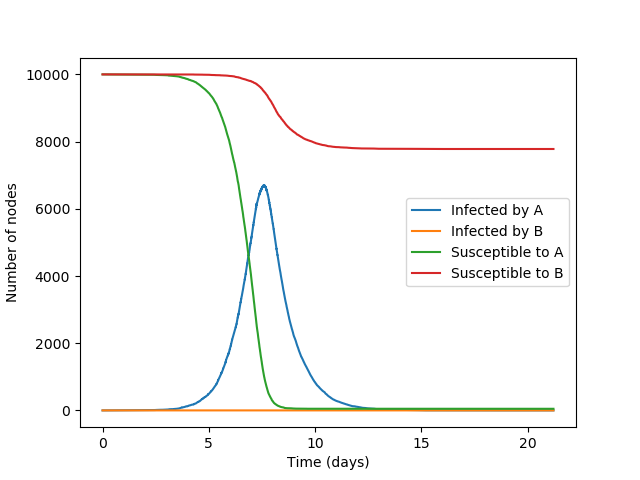 10000
8000
6000
4000
2000
0
Number of nodes
0 5 10 15 20
Time (days)
Infected by A
Infected by B
Susceptible to A
Susceptible to B